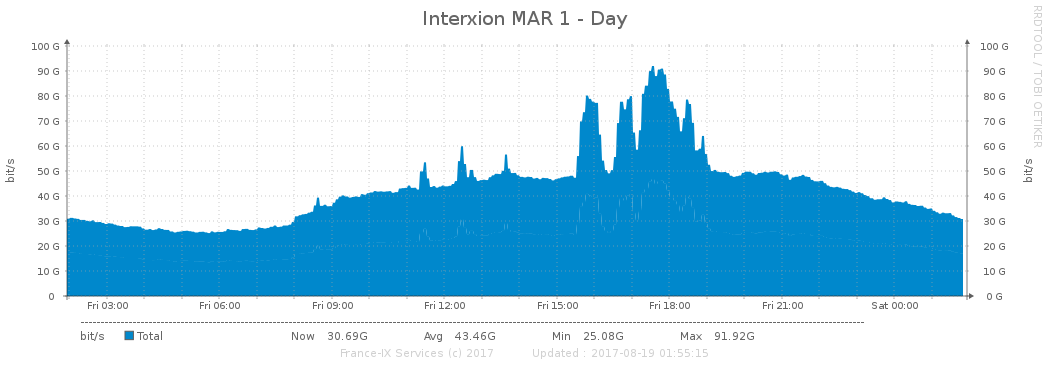 Interxion MAR 1 - Day
RRDTOOL / TOBI OETIKER
bit/s
100 G 100 G
90 G 90 G
80 G 80 G
70 G 70 G
60 G 60 G
50 G 50 G
40 G 40 G
30 G 30 G
20 G 20 G
10 G 10 G
0 0 G
bit/s
Fri 03:00 Fri 06:00 Fri 09:00 Fri 12:00 Fri 15:00 Fri 18:00 Fri 21:00 Sat 00:00
bit/s Total Now 30.69G Avg 43.46G Min 25.08G Max 91.92G
France-IX Services (c) 2017 Updated : 2017-08-19 01:55:15